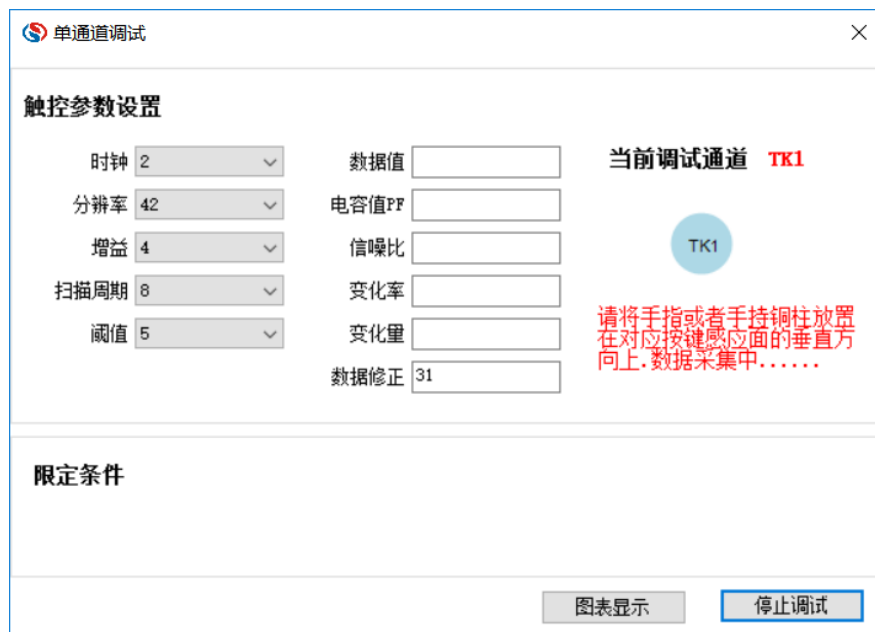 单通道调试
触控参数设置
时钟 2
分辨率 42
增益 4
扫描周期 8
阈值 5
数据值
电容值PF
信噪比
变化率
变化量
数据修正 31
当前调试通道 TK1
TK1
请将手指或者手持铜柱放置
在对应按键感应面的垂直方
向上.数据采集中......
限定条件
图表显示
停止调试